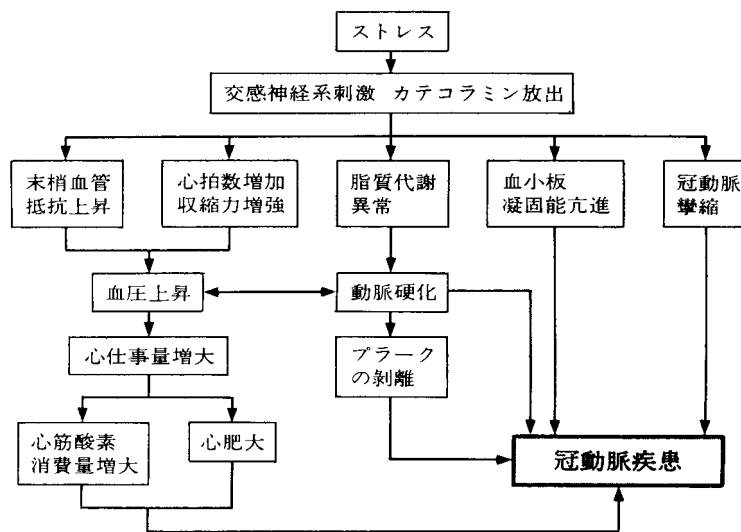 ストレス
交感神経系刺激 カテコラミン放出
末梢血管
抵抗上昇
心拍数増加
収縮力増強
脂質代謝
異常
血小板
凝固能亢進
冠動脈
攣縮
血圧上昇
動脈硬化
心仕事量増大
プラーク
の剥離
心筋酸素
消費量増大
心肥大
冠動脈疾患